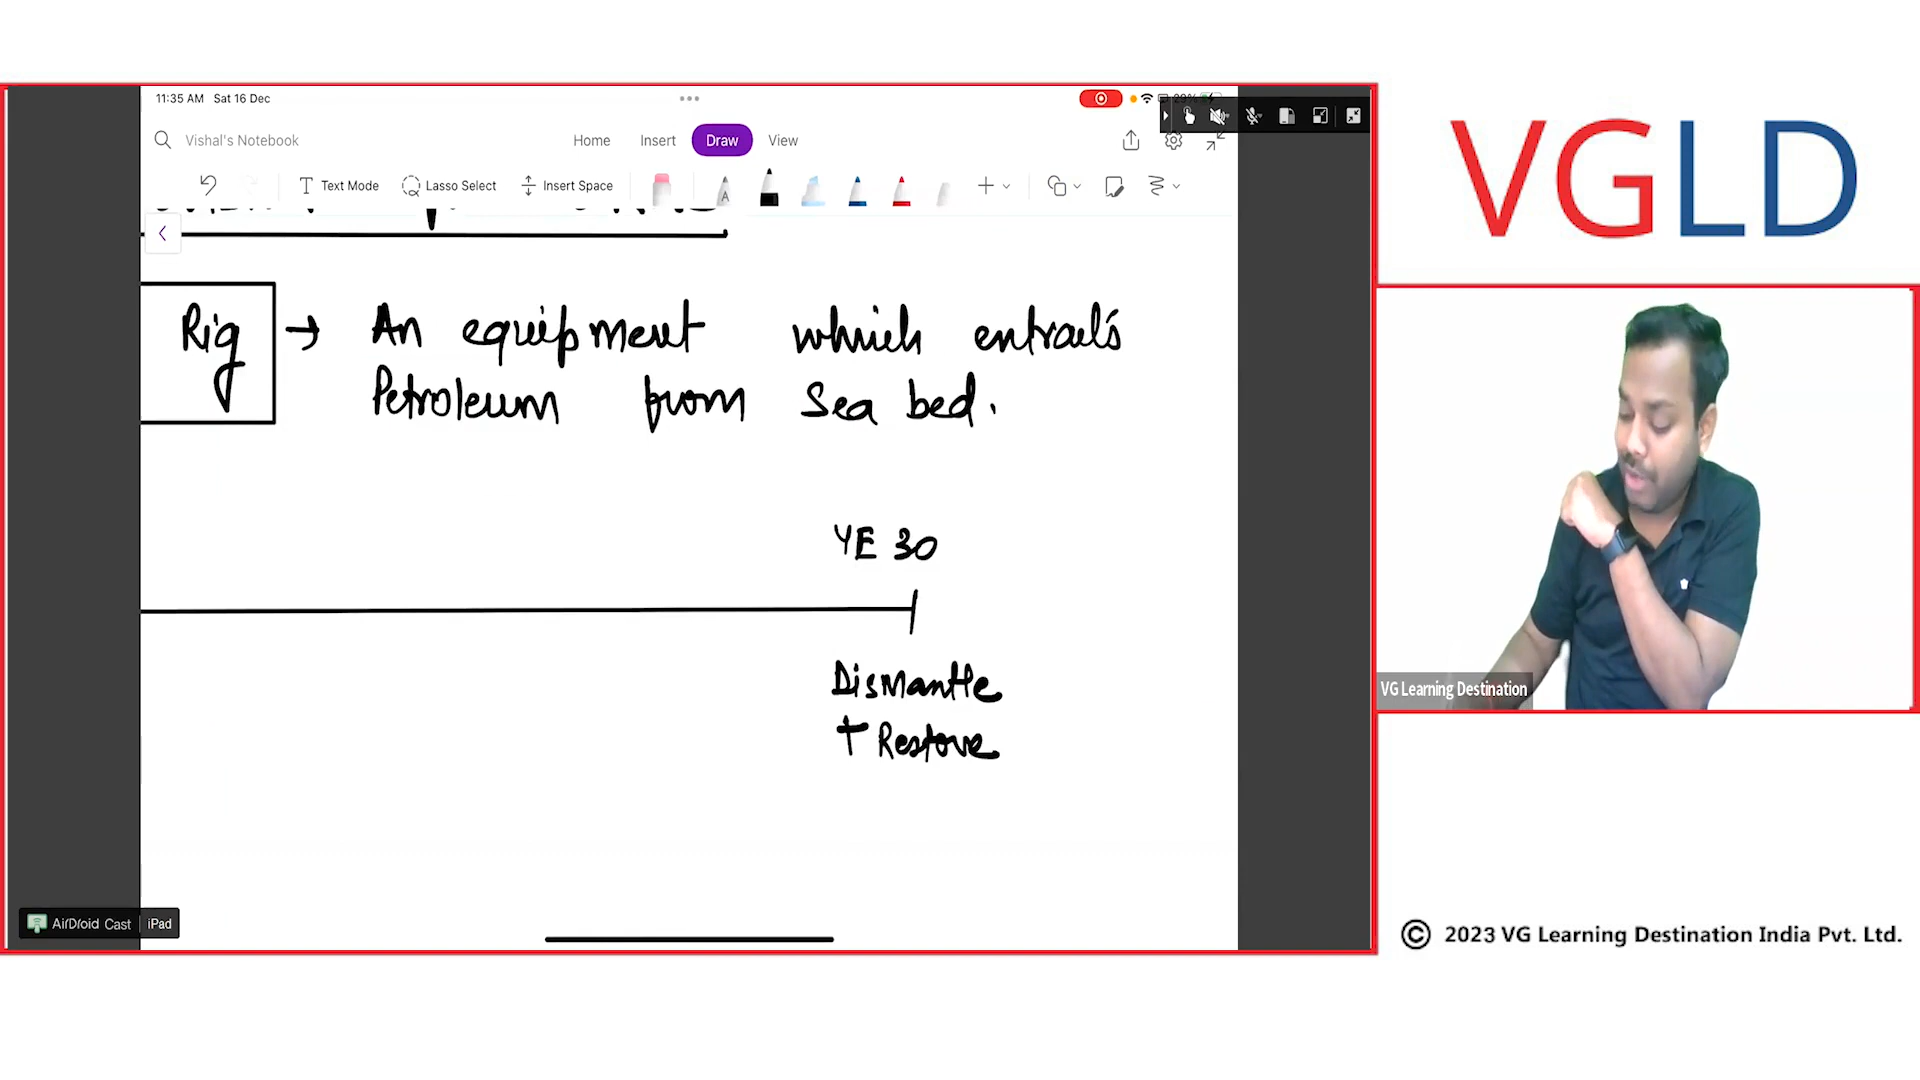 11:35 AM Sat 16 Dec
29%
Vishal's Notebook
Home Insert Draw View
Text Mode Lasso Select Insert Space
Rig → An equipment which entrails
Petroleum from Sea bed.
YE 30
Dismantle
+ Restore
AirDroid Cast iPad
VGLD
VG Learning Destination
© 2023 VG Learning Destination India Pvt. Ltd.